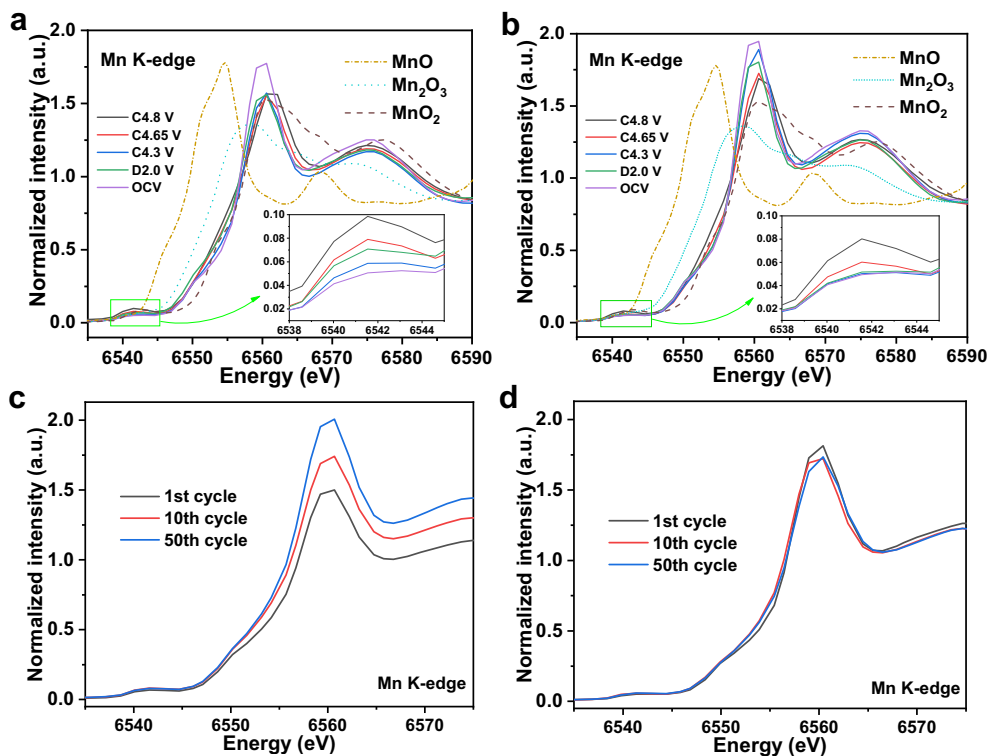 a
Mn K-edge
MnO
Mn2O3
MnO2
C4.8 V
C4.65 V
C4.3 V
D2.0 V
OCV
Normalized intensity (a.u.)
2.0
1.5
1.0
0.5
0.0
0.10
0.08
0.06
0.04
0.02
6538
6540
6542
6544
6540
6550
6560
6570
6580
6590
Energy (eV)
b
Mn K-edge
MnO
Mn2O3
MnO2
C4.8 V
C4.65 V
C4.3 V
D2.0 V
OCV
Normalized intensity (a.u.)
2.0
1.5
1.0
0.5
0.0
0.10
0.08
0.06
0.04
0.02
6538
6540
6542
6544
6540
6550
6560
6570
6580
6590
Energy (eV)
c
1st cycle
10th cycle
50th cycle
Mn K-edge
Normalized intensity (a.u.)
2.0
1.5
1.0
0.5
0.0
6540
6550
6560
6570
Energy (eV)
d
1st cycle
10th cycle
50th cycle
Mn K-edge
Normalized intensity (a.u.)
2.0
1.5
1.0
0.5
0.0
6540
6550
6560
6570
Energy (eV)